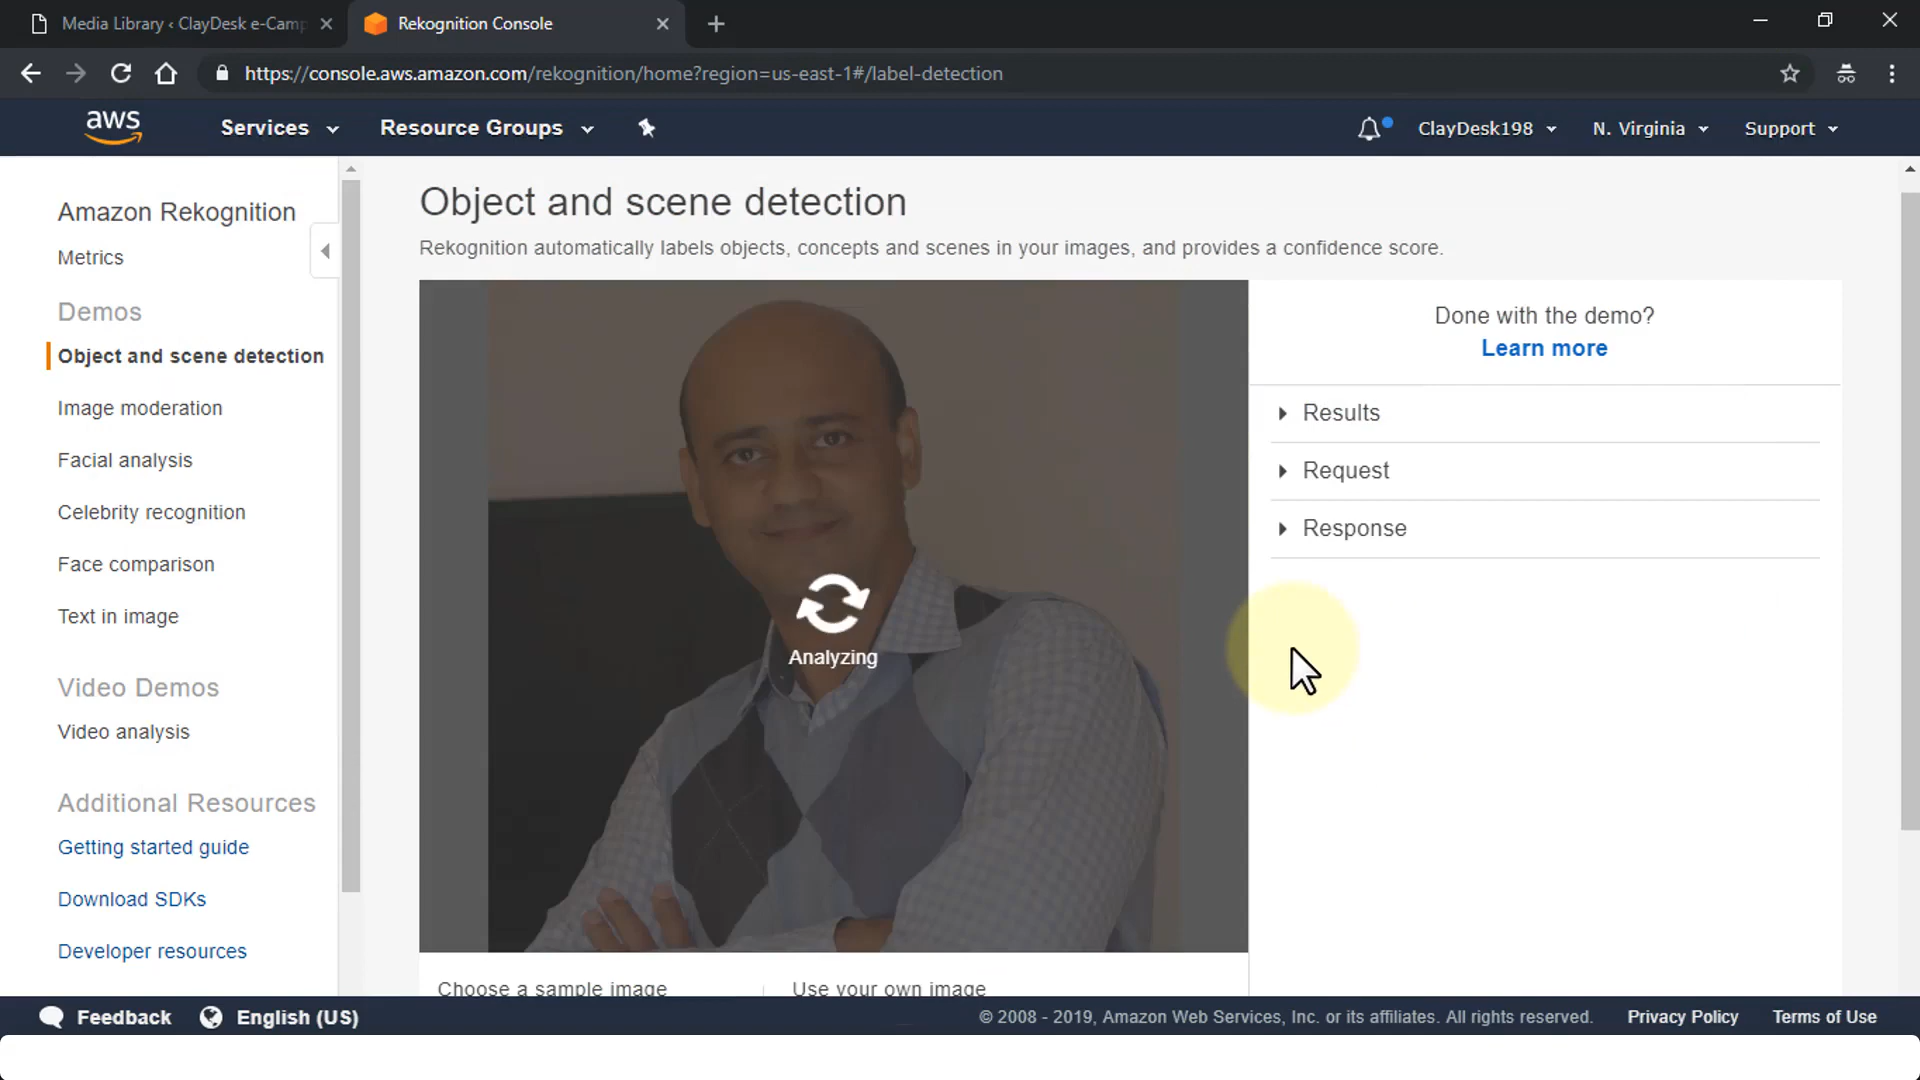 Media Library ‹ ClayDesk e-Camp
Rekognition Console
https://console.aws.amazon.com/rekognition/home?region=us-east-1#/label-detection
aws
Services
Resource Groups
ClayDesk198
N. Virginia
Support
Amazon Rekognition
Metrics
Demos
Object and scene detection
Image moderation
Facial analysis
Celebrity recognition
Face comparison
Text in image
Video Demos
Video analysis
Additional Resources
Getting started guide
Download SDKs
Developer resources
Object and scene detection
Rekognition automatically labels objects, concepts and scenes in your images, and provides a confidence score.
Analyzing
Choose a sample image
Use your own image
Done with the demo?
Learn more
Results
Request
Response
Feedback
English (US)
© 2008 - 2019, Amazon Web Services, Inc. or its affiliates. All rights reserved.
Privacy Policy
Terms of Use